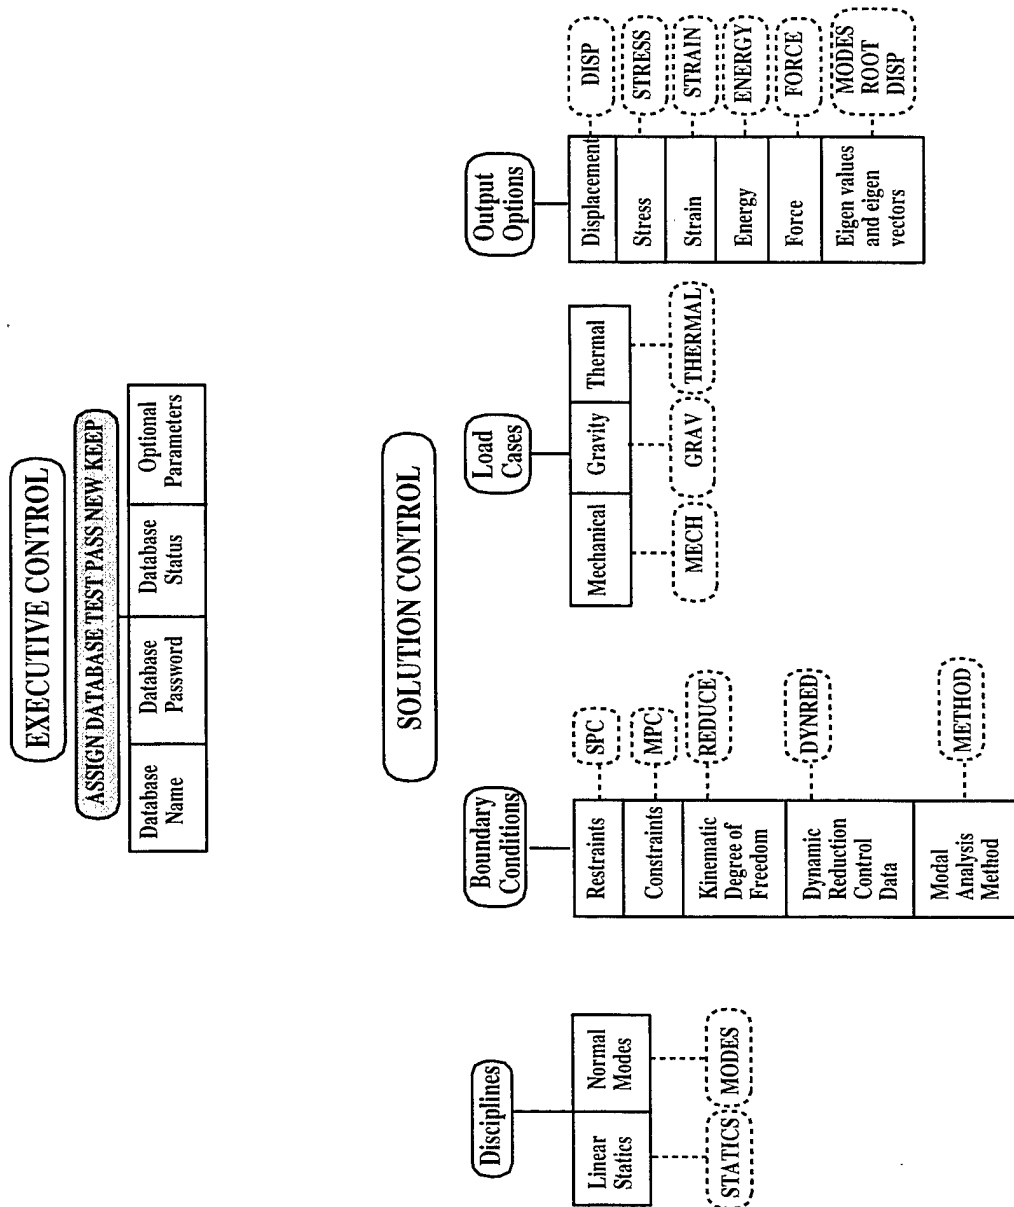 EXECUTIVE CONTROL
ASSIGN DATABASE TEST PASS NEW KEEP
Database
Name
Database
Password
Database
Status
Optional
Parameters
SOLUTION CONTROL
Disciplines
Linear
Statics
Normal
Modes
STATICS
MODES
Boundary
Conditions
Restraints
SPC
Constraints
MPC
Kinematic
Degree of
Freedom
REDUCE
Dynamic
Reduction
Control
Data
DYNRED
Modal
Analysis
Method
METHOD
Load
Cases
Mechanical
Gravity
Thermal
MECH
GRAV
THERMAL
Output
Options
Displacement
DISP
Stress
STRESS
Strain
STRAIN
Energy
ENERGY
Force
FORCE
Eigen values
and eigen
vectors
MODES
ROOT
DISP